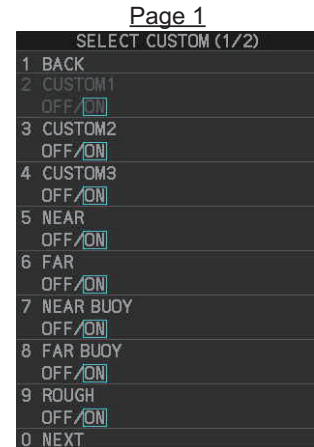 Page 1
SELECT CUSTOM (1/2)
1 BACK
2 CUSTOM1
OFF/ON
3 CUSTOM2
OFF/ON
4 CUSTOM3
OFF/ON
5 NEAR
OFF/ON
6 FAR
OFF/ON
7 NEAR BUOY
OFF/ON
8 FAR BUOY
OFF/ON
9 ROUGH
OFF/ON
0 NEXT